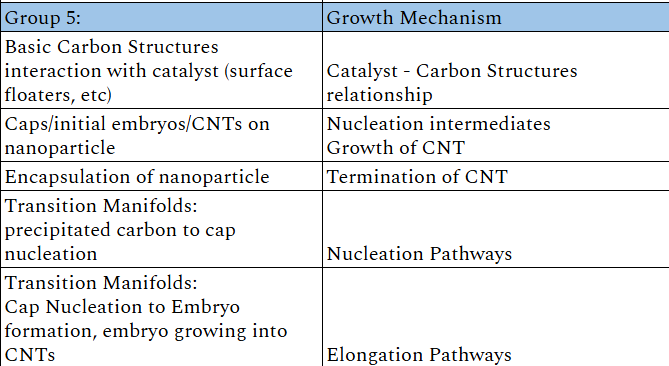 Group 5:
Growth Mechanism
Basic Carbon Structures
interaction with catalyst (surface
floaters, etc)
Catalyst - Carbon Structures
relationship
Caps/initial embryos/CNTs on
nanoparticle
Nucleation intermediates
Growth of CNT
Encapsulation of nanoparticle
Termination of CNT
Transition Manifolds:
precipitated carbon to cap
nucleation
Nucleation Pathways
Transition Manifolds:
Cap Nucleation to Embryo
formation, embryo growing into
CNTs
Elongation Pathways